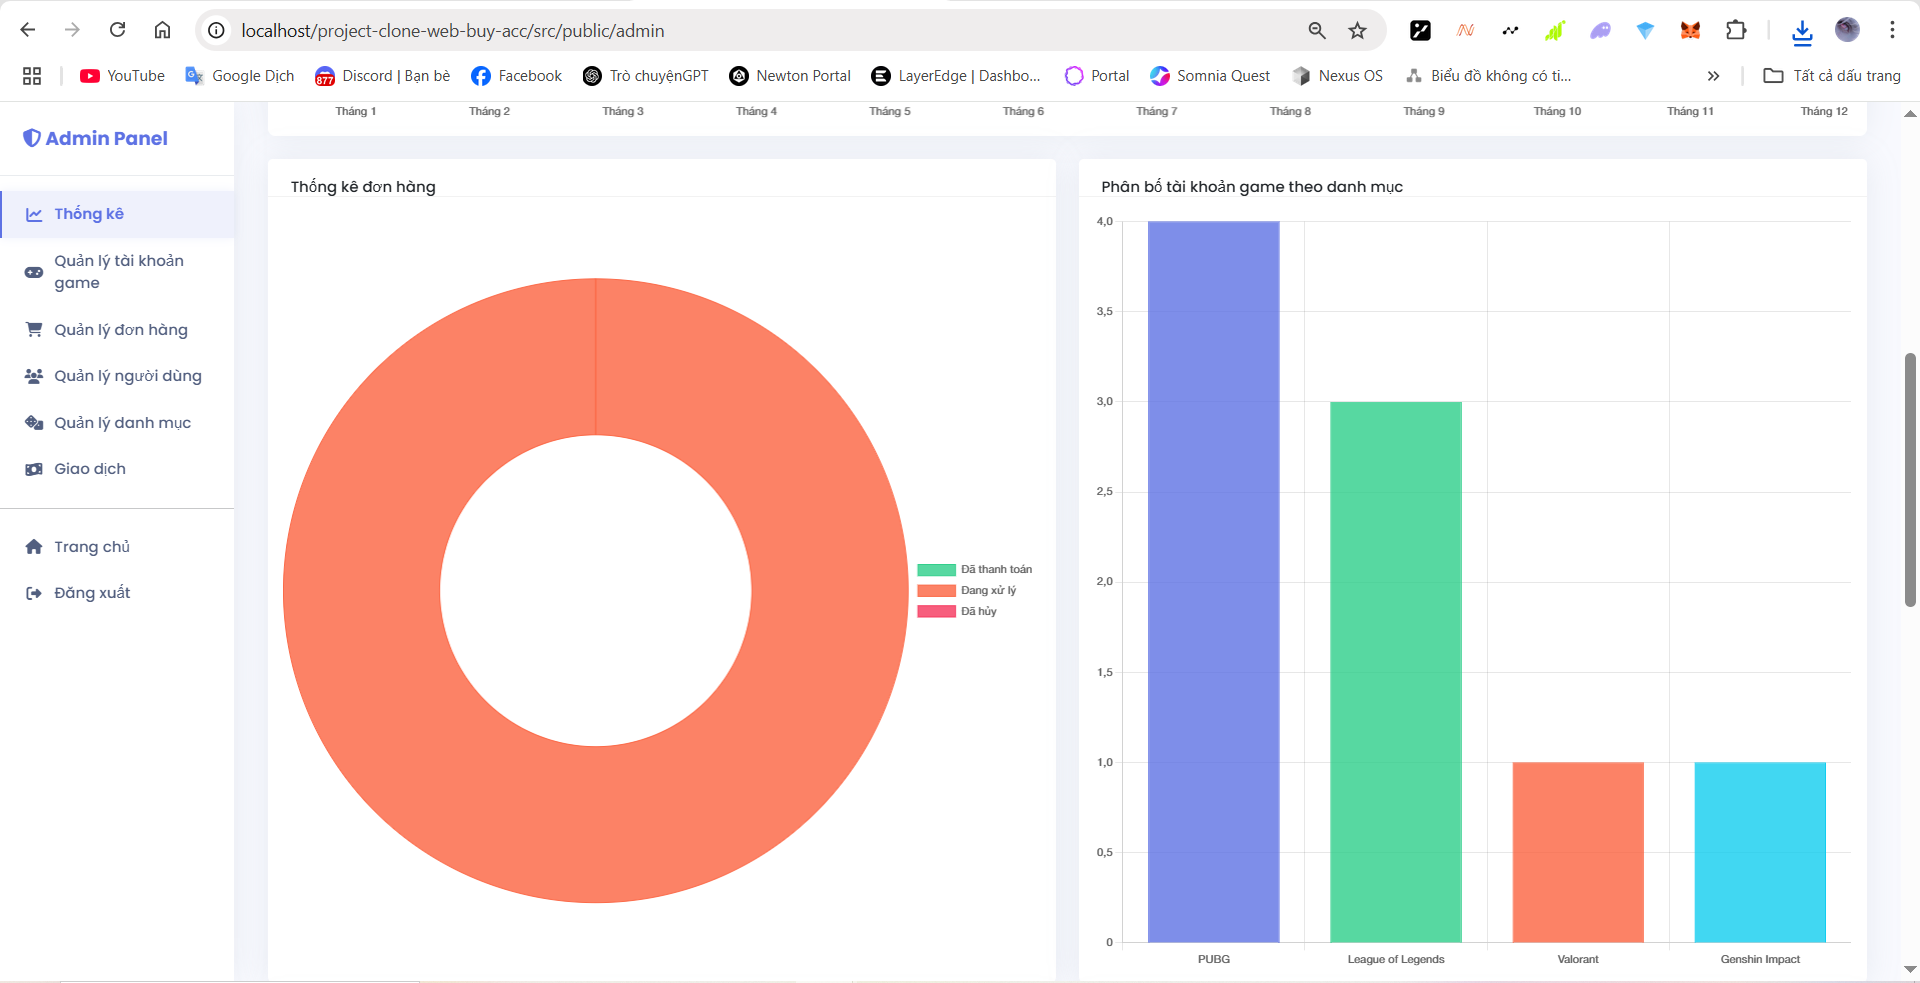 localhost/project-clone-web-buy-acc/src/public/admin
YouTube
Google Dịch
877
Discord | Bạn bè
Facebook
Trò chuyệnGPT
Newton Portal
LayerEdge | Dashbo...
Portal
Somnia Quest
Nexus OS
Biểu đồ không có ti...
Tất cả dấu trang
Admin Panel
Thống kê
Quản lý tài khoản
game
Quản lý đơn hàng
Quản lý người dùng
Quản lý danh mục
Giao dịch
Trang chủ
Đăng xuất
Tháng 1
Tháng 2
Tháng 3
Tháng 4
Tháng 5
Tháng 6
Tháng 7
Tháng 8
Tháng 9
Tháng 10
Tháng 11
Tháng 12
Thống kê đơn hàng
Đã thanh toán
Đang xử lý
Đã hủy
Phân bố tài khoản game theo danh mục
4,0
3,5
3,0
2,5
2,0
1,5
1,0
0,5
0
PUBG
League of Legends
Valorant
Genshin Impact